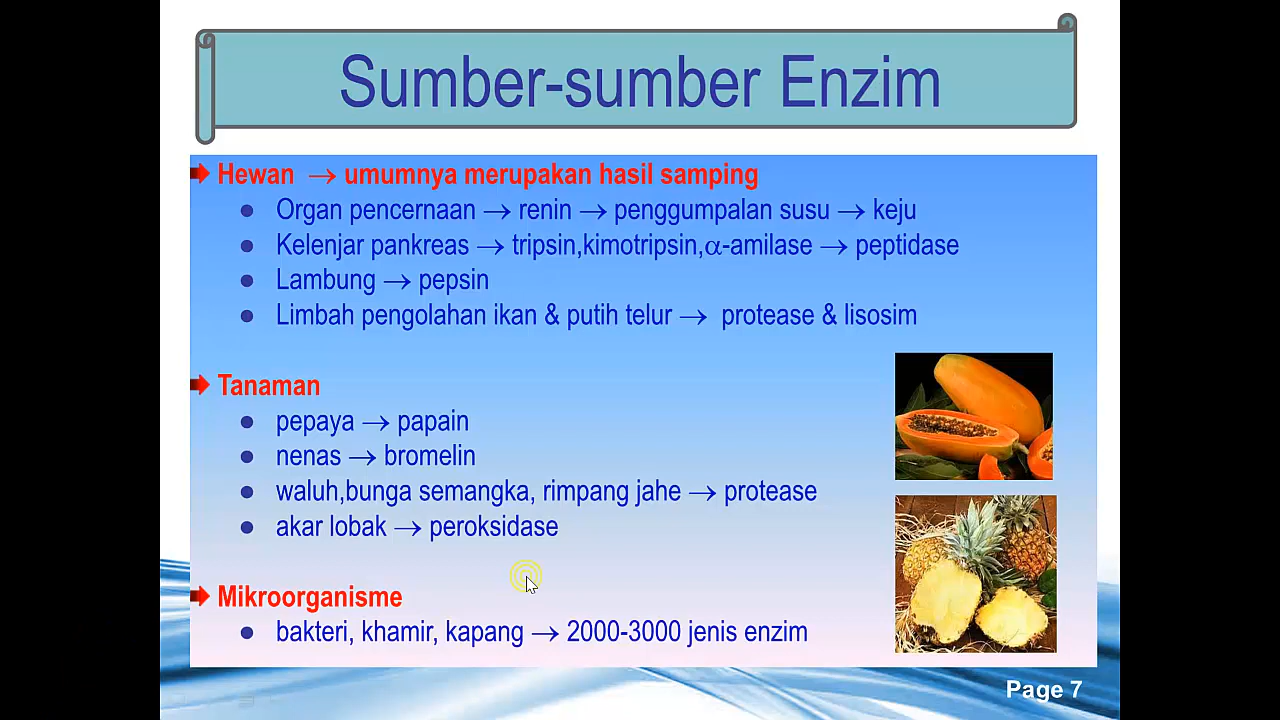 Sumber-sumber Enzim
Hewan → umumnya merupakan hasil samping
Organ pencernaan → renin → penggumpalan susu → keju
Kelenjar pankreas → tripsin,kimotripsin,α-amilase → peptidase
Lambung → pepsin
Limbah pengolahan ikan & putih telur → protease & lisosim
Tanaman
pepaya → papain
nenas → bromelin
waluh,bunga semangka, rimpang jahe → protease
akar lobak → peroksidase
Mikroorganisme
bakteri, khamir, kapang → 2000-3000 jenis enzim
Page 7